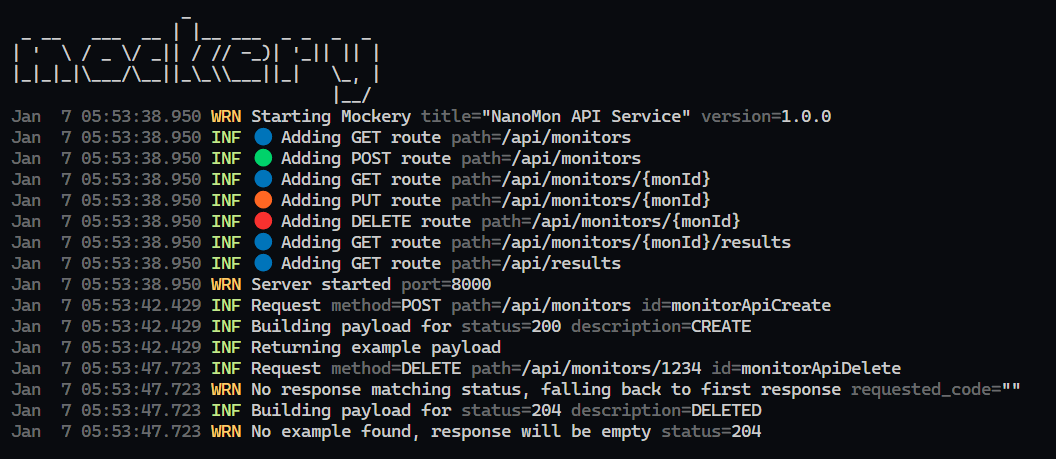 mockery
Jan  7 05:53:38.950 WRN Starting Mockery title="NanoMon API Service" version=1.0.0
Jan  7 05:53:38.950 INF 🔵 Adding GET route path=/api/monitors
Jan  7 05:53:38.950 INF 🟢 Adding POST route path=/api/monitors
Jan  7 05:53:38.950 INF 🔵 Adding GET route path=/api/monitors/{monId}
Jan  7 05:53:38.950 INF 🟠 Adding PUT route path=/api/monitors/{monId}
Jan  7 05:53:38.950 INF 🔴 Adding DELETE route path=/api/monitors/{monId}
Jan  7 05:53:38.950 INF 🔵 Adding GET route path=/api/monitors/{monId}/results
Jan  7 05:53:38.950 INF 🔵 Adding GET route path=/api/results
Jan  7 05:53:38.950 WRN Server started port=8000
Jan  7 05:53:42.429 INF Request method=POST path=/api/monitors id=monitorApiCreate
Jan  7 05:53:42.429 INF Building payload for status=200 description=CREATE
Jan  7 05:53:42.429 INF Returning example payload
Jan  7 05:53:47.723 INF Request method=DELETE path=/api/monitors/1234 id=monitorApiDelete
Jan  7 05:53:47.723 WRN No response matching status, falling back to first response requested_code=""
Jan  7 05:53:47.723 INF Building payload for status=204 description=DELETED
Jan  7 05:53:47.723 WRN No example found, response will be empty status=204